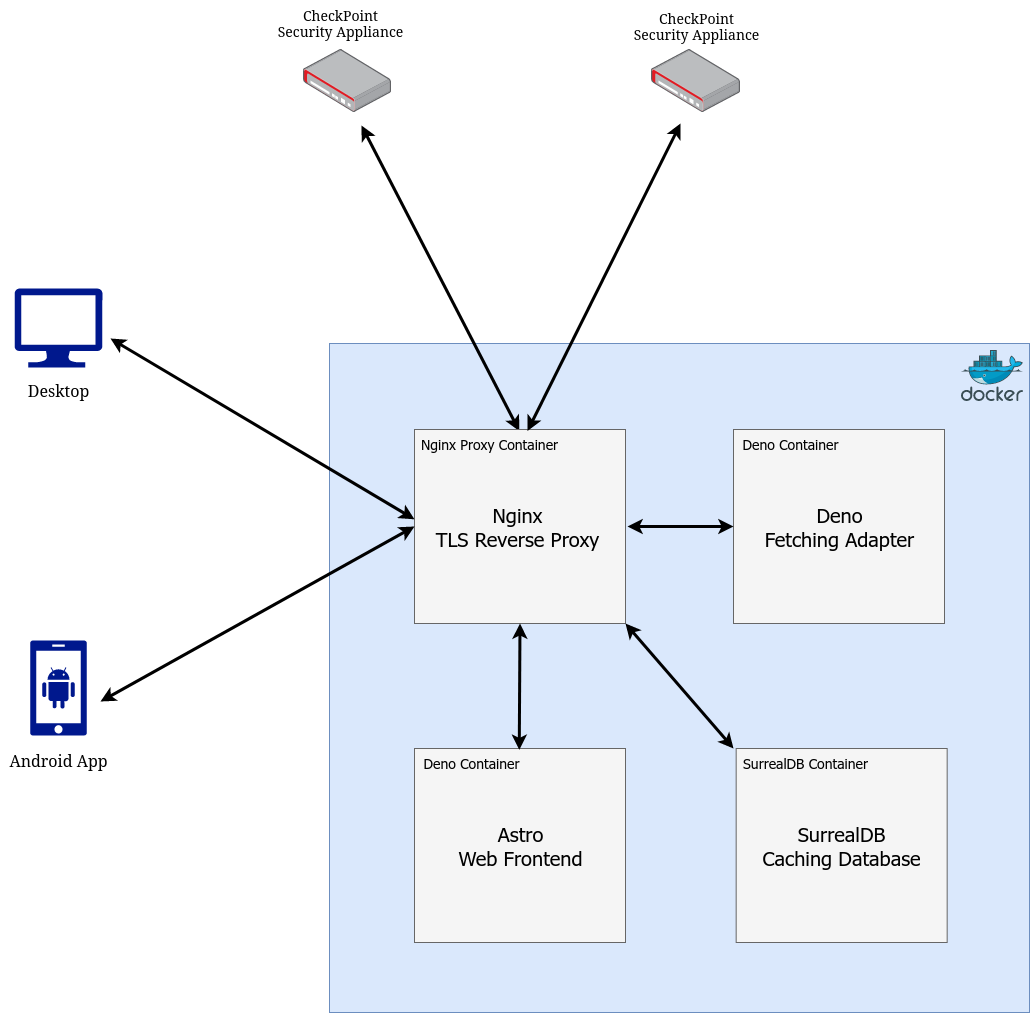 CheckPoint
Security Appliance
CheckPoint
Security Appliance
Desktop
docker
Nginx Proxy Container
Nginx
TLS Reverse Proxy
Deno Container
Deno
Fetching Adapter
Android App
Deno Container
Astro
Web Frontend
SurrealDB Container
SurrealDB
Caching Database